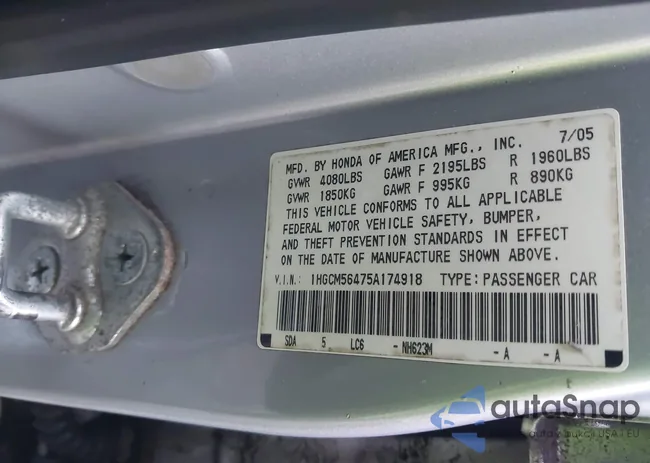 MFD. BY HONDA OF AMERICA MFG., INC. 7/05
GVWR 4080LBS GAWR F 2195LBS R 1960LBS
GVWR 1850KG GAWR F 995KG R 890KG
THIS VEHICLE CONFORMS TO ALL APPLICABLE
FEDERAL MOTOR VEHICLE SAFETY, BUMPER,
AND THEFT PREVENTION STANDARDS IN EFFECT
ON THE DATE OF MANUFACTURE SHOWN ABOVE.
V.I.N.: 1HGCM56475A174918 TYPE: PASSENGER CAR
SDA 5 LC6 - NH623M - A - A
autoSnap